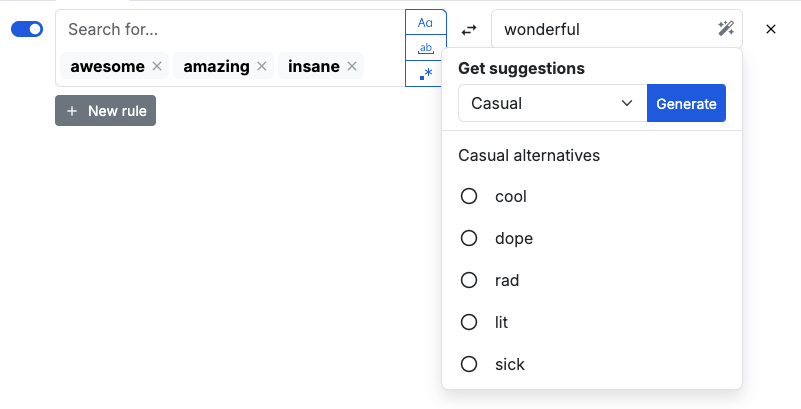 Search for...
Aa
wonderful
ab
awesome × amazing × insane ×
.*
+ New rule
Get suggestions
Casual
Generate
Casual alternatives
cool
dope
rad
lit
sick